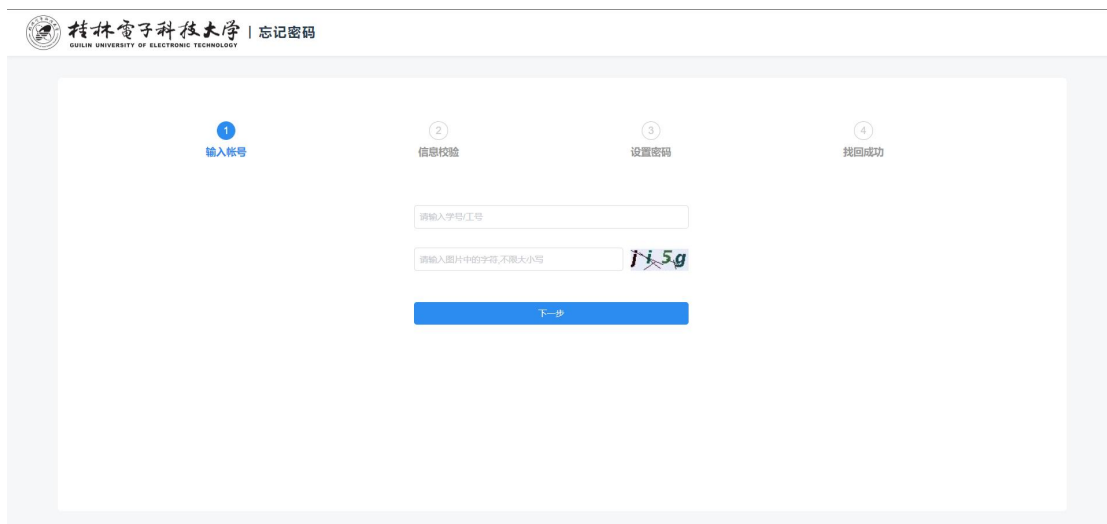 桂林電子科技大学 | 忘记密码
GUILIN UNIVERSITY OF ELECTRONIC TECHNOLOGY
1 2 3 4
输入帐号 信息校验 设置密码 找回成功
请输入学号/工号
请输入图片中的字符,不限大小写
ji5g
下一步